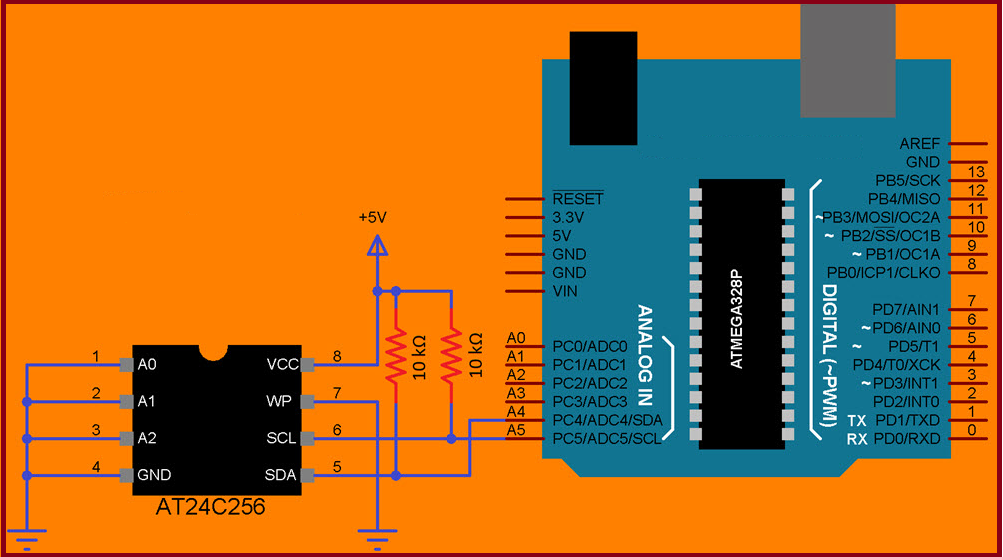 +5V
10 kΩ
10 kΩ
1
A0
VCC
8
2
A1
WP
7
3
A2
SCL
6
4
GND
SDA
5
AT24C256
RESET
3.3V
5V
GND
GND
VIN
A0
PC0/ADC0
A1
PC1/ADC1
A2
PC2/ADC2
A3
PC3/ADC3
A4
PC4/ADC4/SDA
A5
PC5/ADC5/SCL
ANALOG IN
ATMEGA328P
DIGITAL (~PWM)
AREF
GND
PB5/SCK
13
PB4/MISO
12
~PB3/MOSI/OC2A
11
~ PB2/SS/OC1B
10
~ PB1/OC1A
9
PB0/ICP1/CLKO
8
PD7/AIN1
7
~PD6/AIN0
6
~ PD5/T1
5
PD4/T0/XCK
4
~PD3/INT1
3
PD2/INT0
2
TX PD1/TXD
1
RX PD0/RXD
0